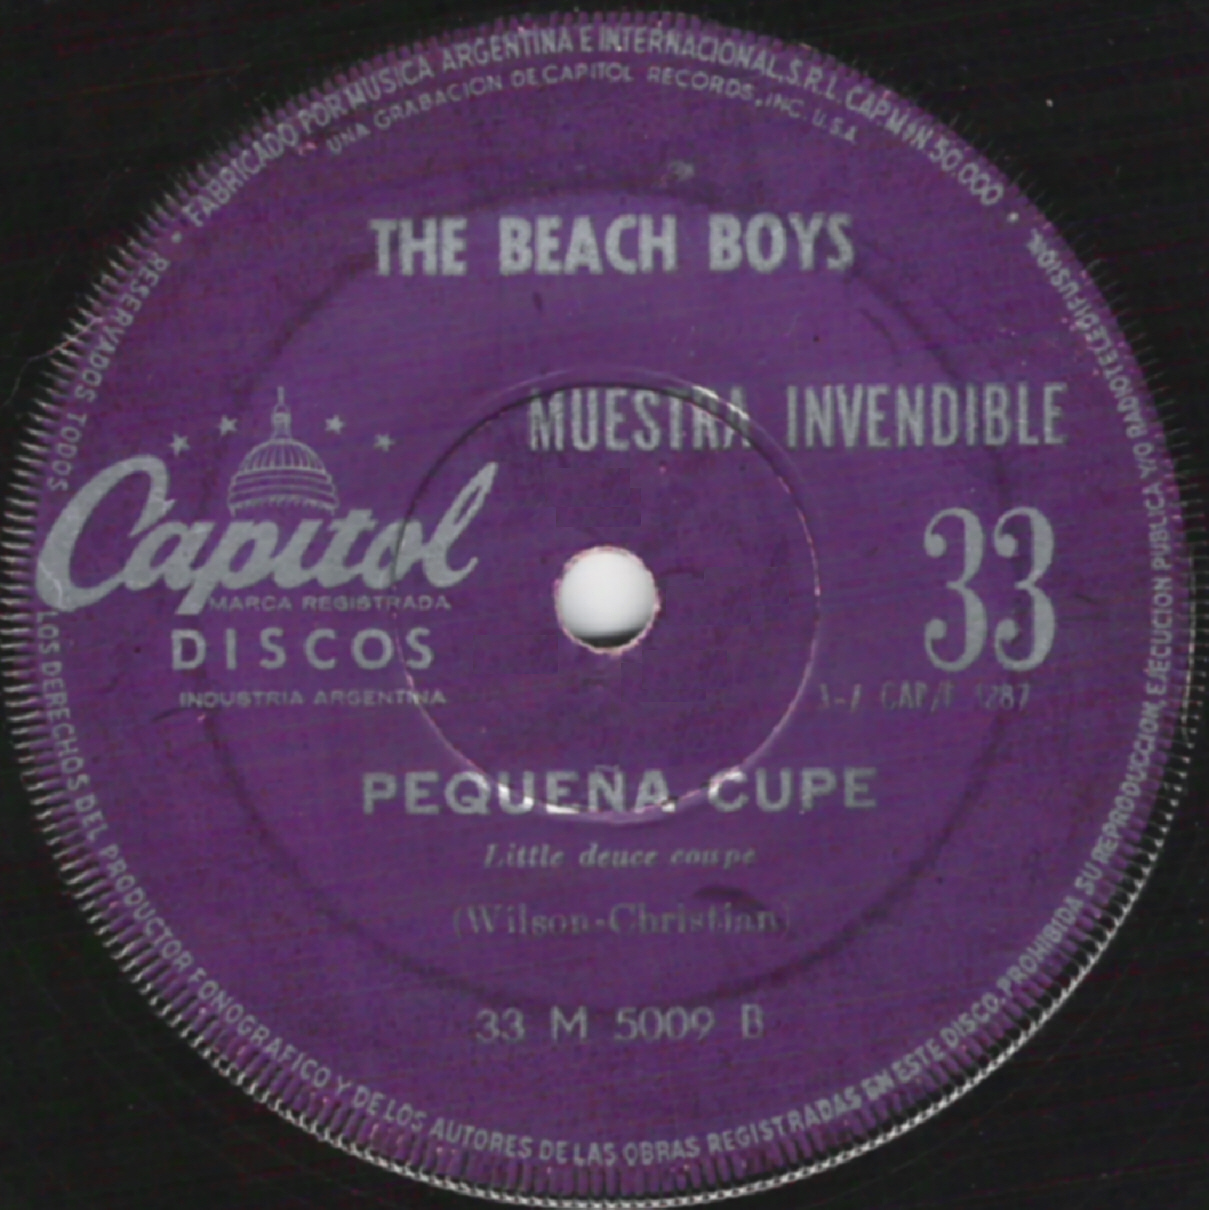 FABRICADO POR MUSICA ARGENTINA E INTERNACIONAL, S.R.L. CAP. M$N 50.000
UNA GRABACION DE CAPITOL RECORDS, INC. U.S.A.
THE BEACH BOYS
MUESTRA INVENDIBLE
Capitol
MARCA REGISTRADA
DISCOS
INDUSTRIA ARGENTINA
33
PEQUEÑA CUPE
Little deuce coupe
(Wilson-Christian)
33 M 5009 B
RESERVADOS TODOS LOS DERECHOS DEL PRODUCTOR FONOGRAFICO Y DE LOS AUTORES DE LAS OBRAS REGISTRADAS EN ESTE DISCO, PROHIBIDA SU REPRODUCCION, EJECUCION PUBLICA Y/O RADIOTELEDIFUSION.